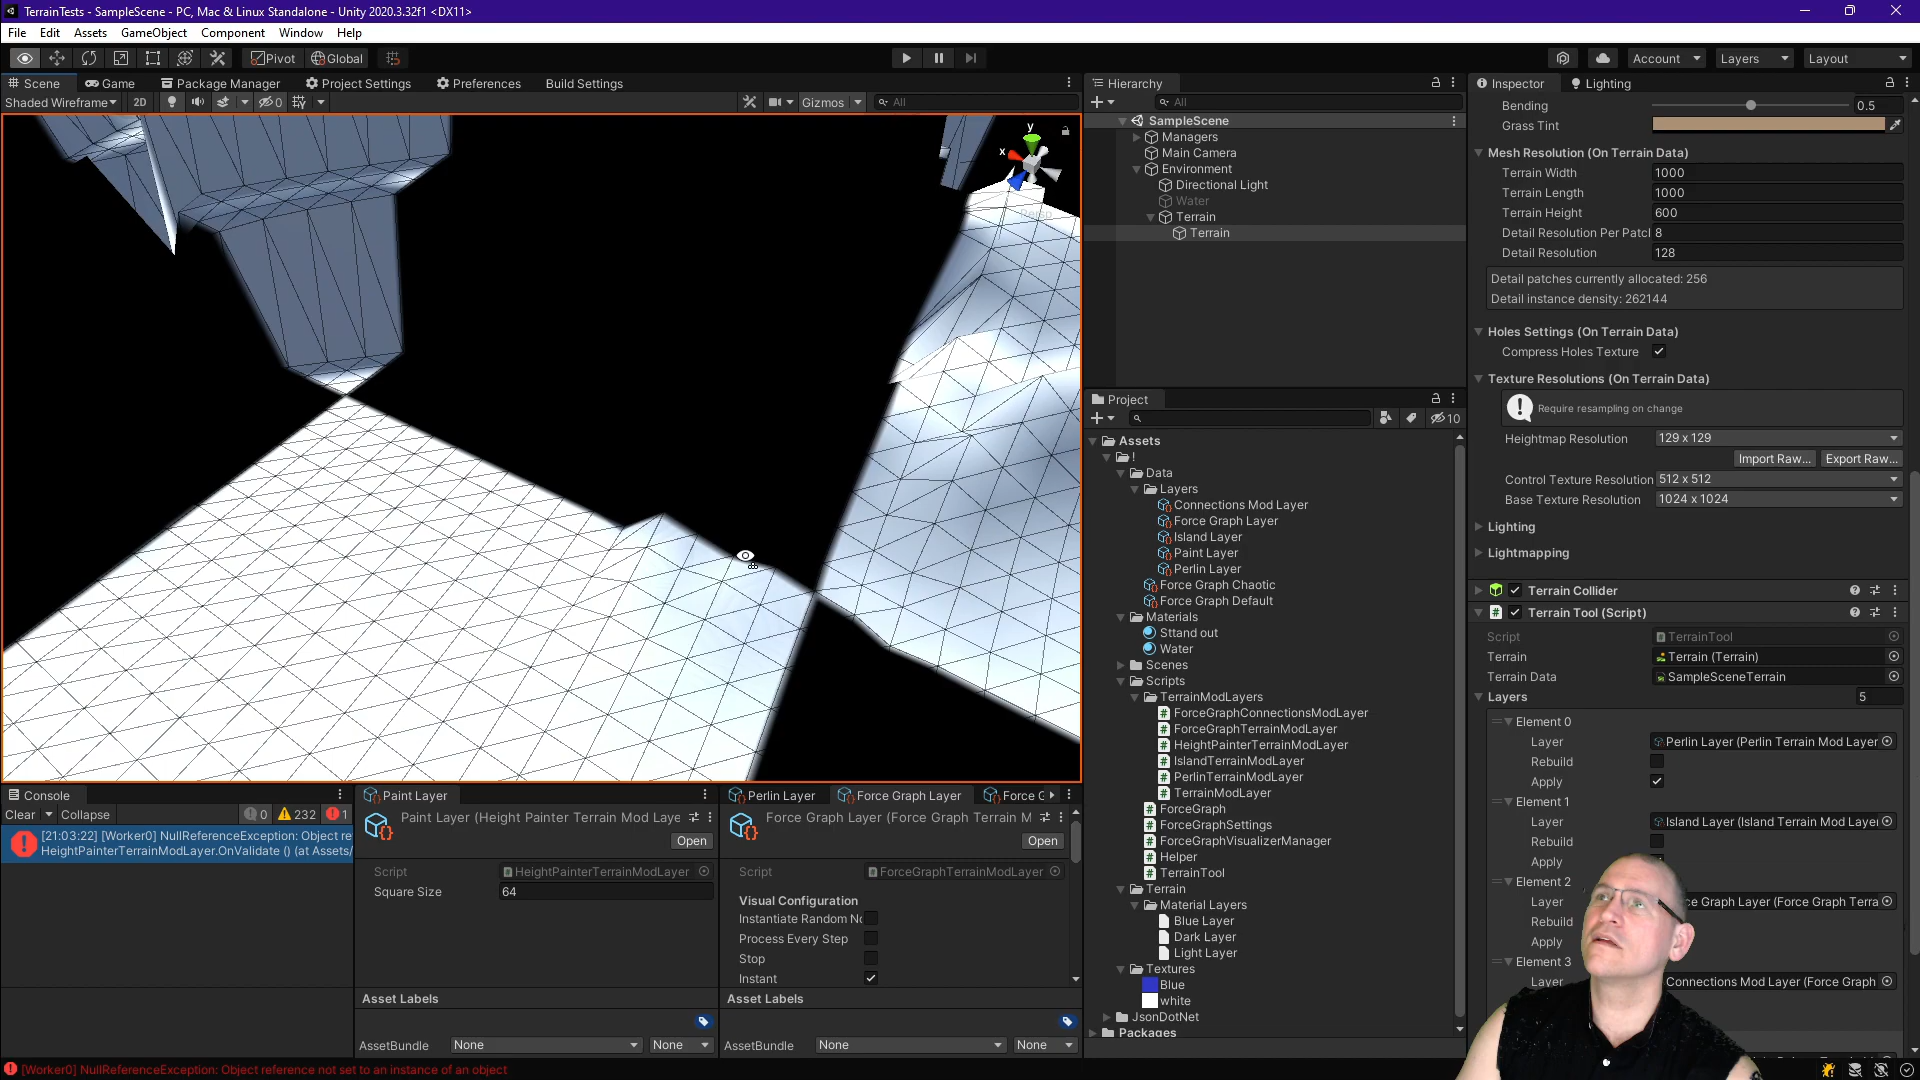 TerrainTests - SampleScene - PC, Mac & Linux Standalone - Unity 2020.3.32f1 <DX11>
File Edit Assets GameObject Component Window Help
Pivot Global Account Layers Layout
Scene Game Package Manager Project Settings Preferences Build Settings
Shaded Wireframe 2D 0 Gizmos All
y
x
Persp
Hierarchy
All
SampleScene
Managers
Main Camera
Environment
Directional Light
Water
Terrain
Terrain
Project
10
Assets
!
Data
Layers
Connections Mod Layer
Force Graph Layer
Island Layer
Paint Layer
Perlin Layer
Force Graph Chaotic
Force Graph Default
Materials
Sttand out
Water
Scenes
Scripts
TerrainModLayers
ForceGraphConnectionsModLayer
ForceGraphTerrainModLayer
HeightPainterTerrainModLayer
IslandTerrainModLayer
PerlinTerrainModLayer
TerrainModLayer
ForceGraph
ForceGraphSettings
ForceGraphVisualizerManager
Helper
TerrainTool
Terrain
Material Layers
Blue Layer
Dark Layer
Light Layer
Textures
Blue
white
JsonDotNet
Packages
Inspector Lighting
Bending 0.5
Grass Tint
Mesh Resolution (On Terrain Data)
Terrain Width 1000
Terrain Length 1000
Terrain Height 600
Detail Resolution Per Patcl 8
Detail Resolution 128
Detail patches currently allocated: 256
Detail instance density: 262144
Holes Settings (On Terrain Data)
Compress Holes Texture
Texture Resolutions (On Terrain Data)
Require resampling on change
Heightmap Resolution 129 x 129
Import Raw... Export Raw...
Control Texture Resolution 512 x 512
Base Texture Resolution 1024 x 1024
Lighting
Lightmapping
Terrain Collider
Terrain Tool (Script)
Script TerrainTool
Terrain Terrain (Terrain)
Terrain Data SampleSceneTerrain
Layers 5
Element 0
Layer Perlin Layer (Perlin Terrain Mod Layer
Rebuild
Apply
Element 1
Layer Island Layer (Island Terrain Mod Layer
Rebuild
Apply
Element 2
Layer ce Graph Layer (Force Graph Terra
Rebuild
Apply
Element 3
Layer Connections Mod Layer (Force Graph
Console
Clear Collapse 0 232 1
[21:03:22] [Worker0] NullReferenceException: Object re
HeightPainterTerrainModLayer.OnValidate () (at Assets/
Paint Layer
Paint Layer (Height Painter Terrain Mod Laye
Open
Script HeightPainterTerrainModLayer
Square Size 64
Asset Labels
AssetBundle None None
Perlin Layer Force Graph Layer Force G
Force Graph Layer (Force Graph Terrain M
Open
Script ForceGraphTerrainModLayer
Visual Configuration
Instantiate Random No
Process Every Step
Stop
Instant
Asset Labels
AssetBundle None None
[Worker0] NullReferenceException: Object reference not set to an instance of an object